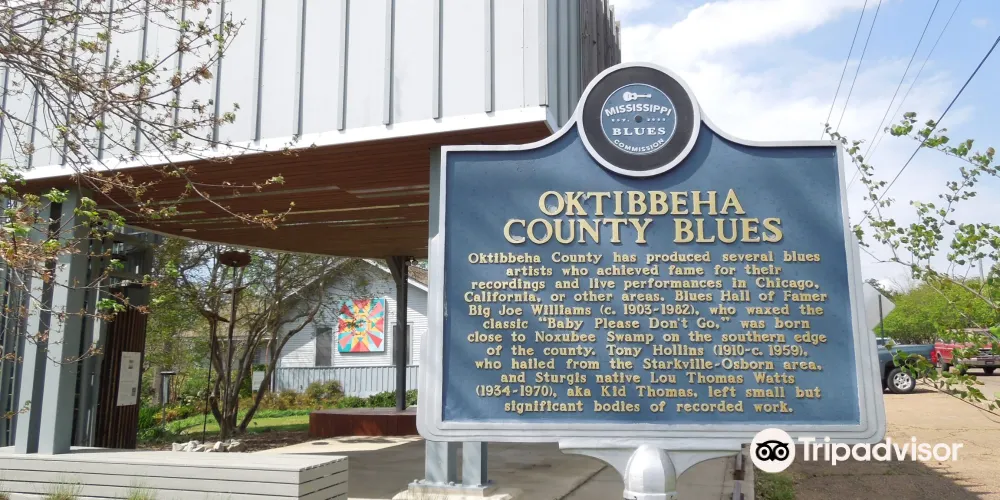 MISSISSIPPI
BLUES
COMMISSION
OKTIBBEHA
COUNTY BLUES
Oktibbeha County has produced several blues
artists who achieved fame for their
recordings and live performances in Chicago,
California, or other areas. Blues Hall of Famer
Big Joe Williams (c. 1903-1982), who waxed the
classic "Baby Please Don't Go," was born
close to Noxubee Swamp on the southern edge
of the county. Tony Hollins (1910-c. 1959),
who hailed from the Starkville-Osborn area,
and Sturgis native Lou Thomas Watts
(1934-1970), aka Kid Thomas, left small but
significant bodies of recorded work.
Tripadvisor